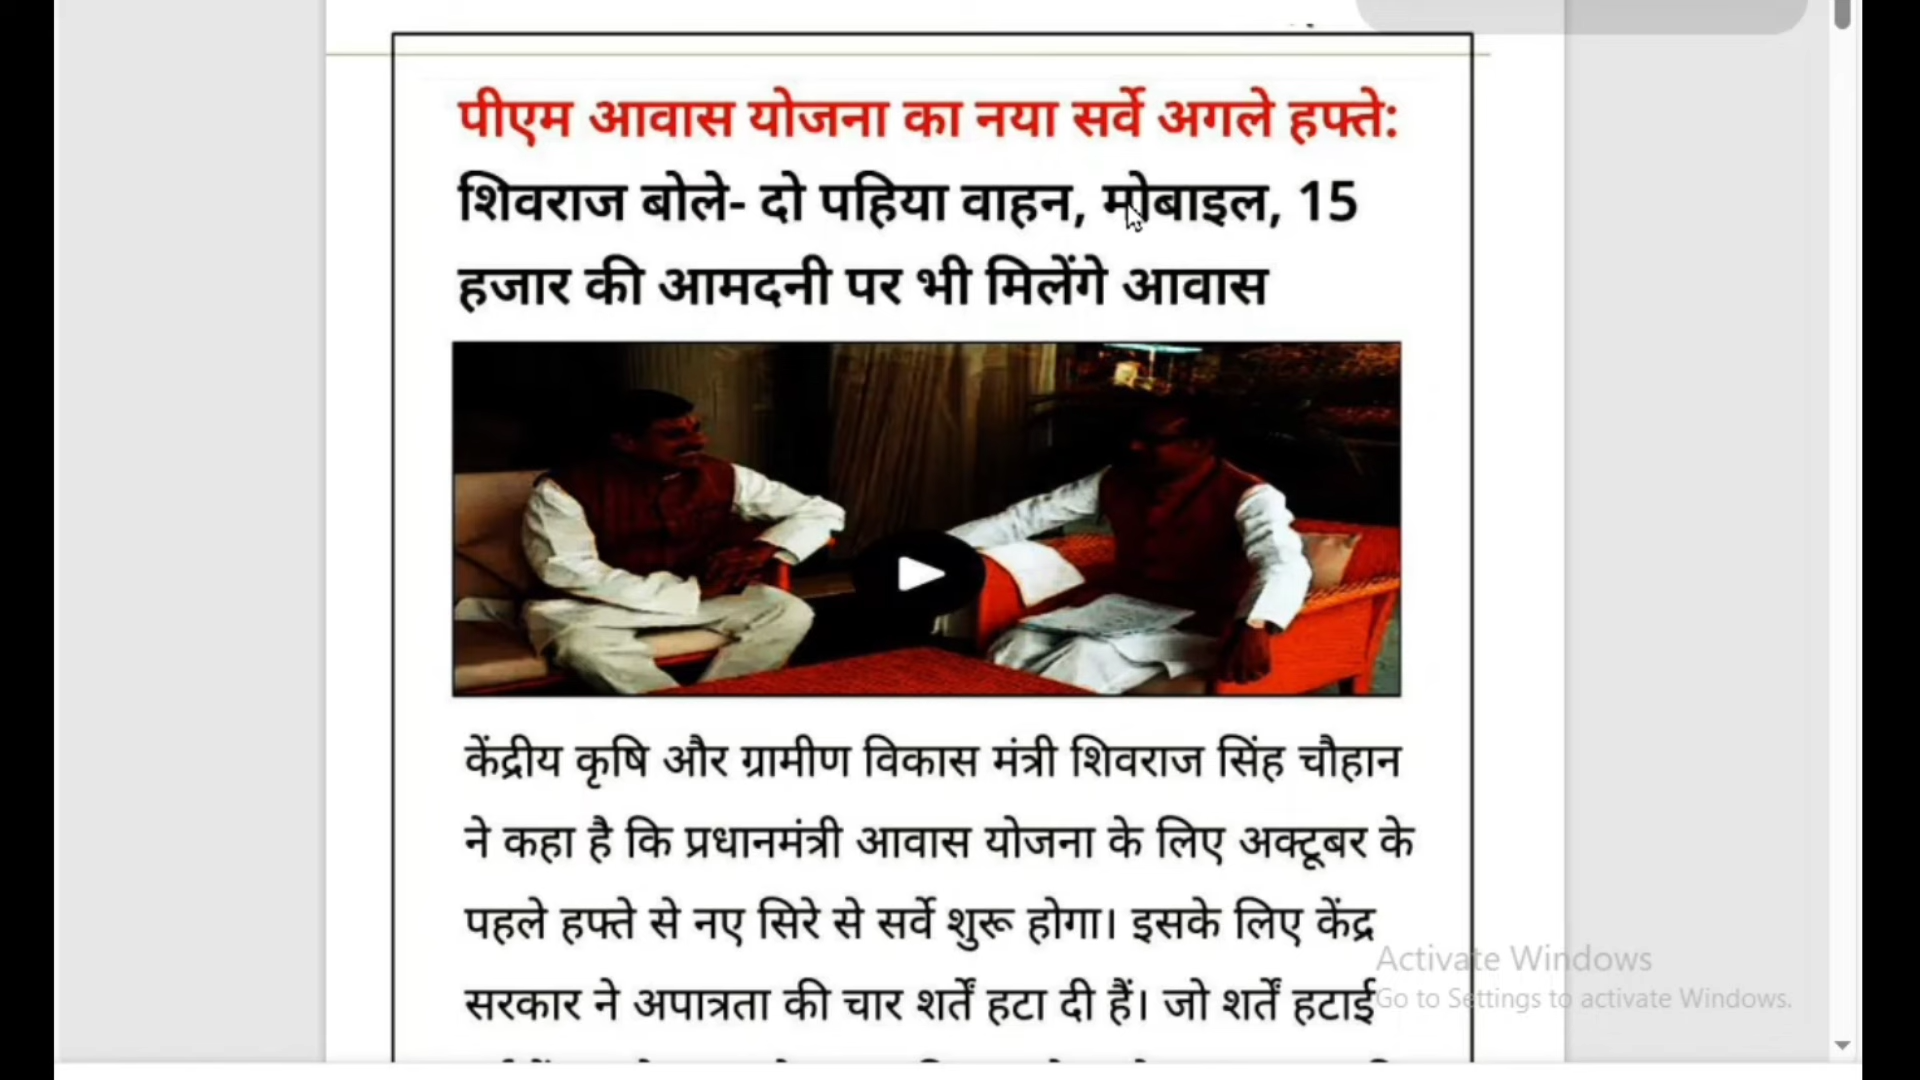 पीएम आवास योजना का नया सर्वे अगले हफ्ते:
शिवराज बोले- दो पहिया वाहन, मोबाइल, 15
हजार की आमदनी पर भी मिलेंगे आवास
केंद्रीय कृषि और ग्रामीण विकास मंत्री शिवराज सिंह चौहान
ने कहा है कि प्रधानमंत्री आवास योजना के लिए अक्टूबर के
पहले हफ्ते से नए सिरे से सर्वे शुरू होगा। इसके लिए केंद्र
सरकार ने अपात्रता की चार शर्तें हटा दी हैं। जो शर्तें हटाई
Activate Windows
Go to Settings to activate Windows.